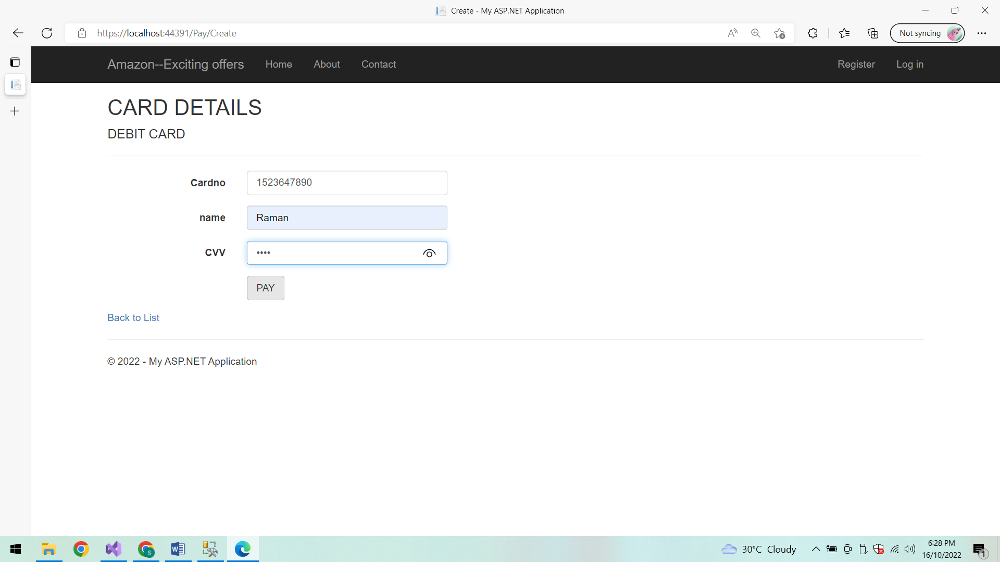 Create - My ASP.NET Application
https://localhost:44391/Pay/Create
Not syncing
Amazon--Exciting offers Home About Contact Register Log in
CARD DETAILS
DEBIT CARD
Cardno 1523647890
name Raman
CVV ••••
PAY
Back to List
© 2022 - My ASP.NET Application
30°C Cloudy
6:28 PM
16/10/2022
1